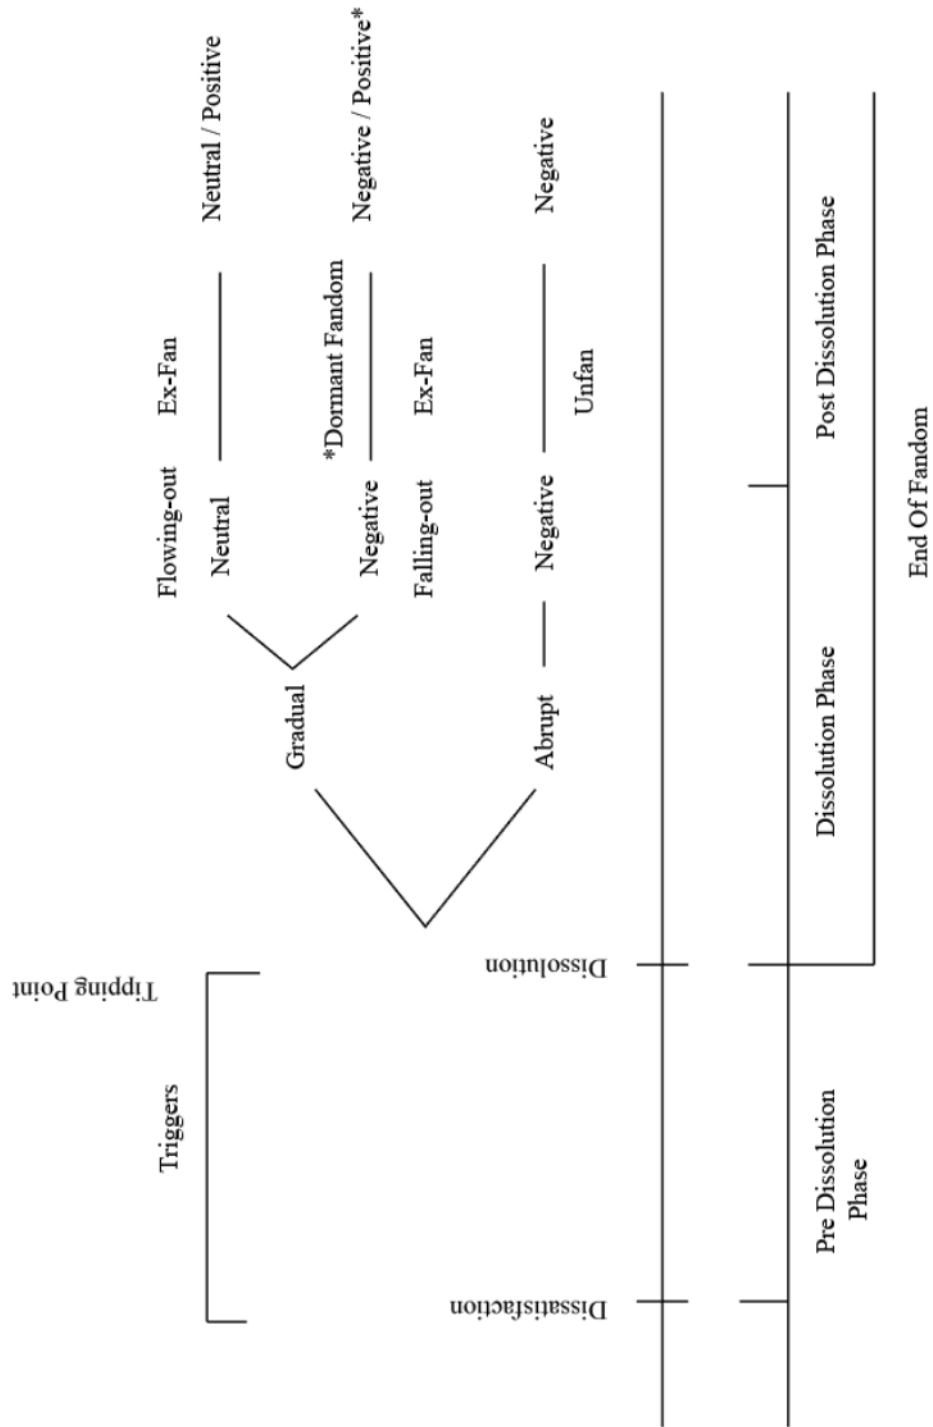 Triggers
Tipping Point
Flowing-out
Ex-Fan
Neutral
Neutral / Positive
Gradual
*Dormant Fandom
Negative
Negative / Positive*
Falling-out
Ex-Fan
Abrupt
Negative
Negative
Unfan
Dissatisfaction
Dissolution
Pre Dissolution
Phase
Dissolution Phase
Post Dissolution Phase
End Of Fandom